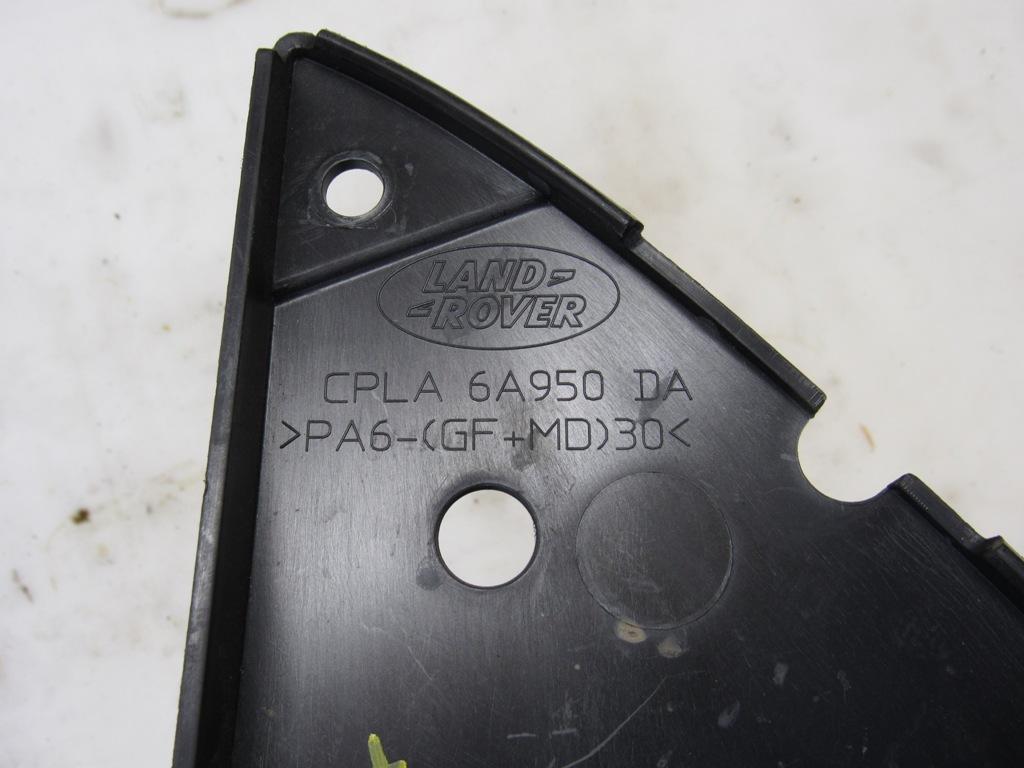 LAND
ROVER
CPLA 6A950 DA
>PA6-(GF+MD)30<